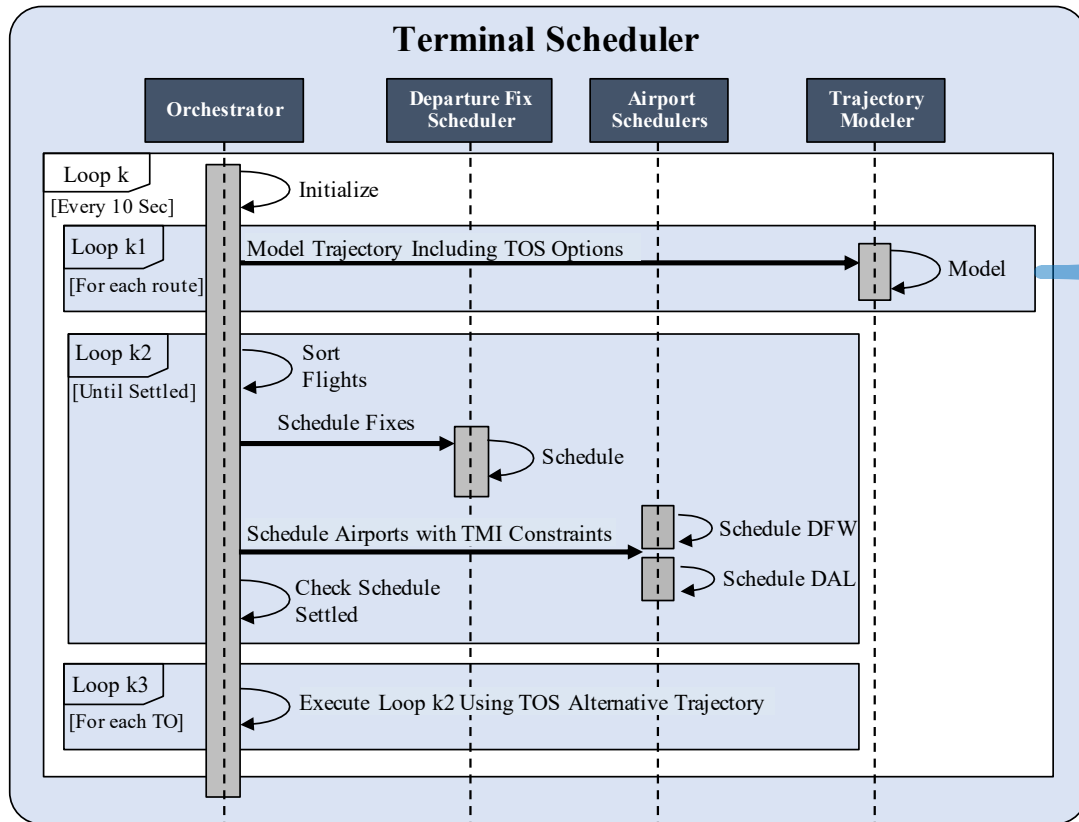 Terminal Scheduler
Orchestrator
Departure Fix
Scheduler
Airport
Schedulers
Trajectory
Modeler
Loop k
[Every 10 Sec]
Initialize
Loop k1
[For each route]
Model Trajectory Including TOS Options
Model
Loop k2
[Until Settled]
Sort
Flights
Schedule Fixes
Schedule
Schedule Airports with TMI Constraints
Schedule DFW
Schedule DAL
Check Schedule
Settled
Loop k3
[For each TO]
Execute Loop k2 Using TOS Alternative Trajectory